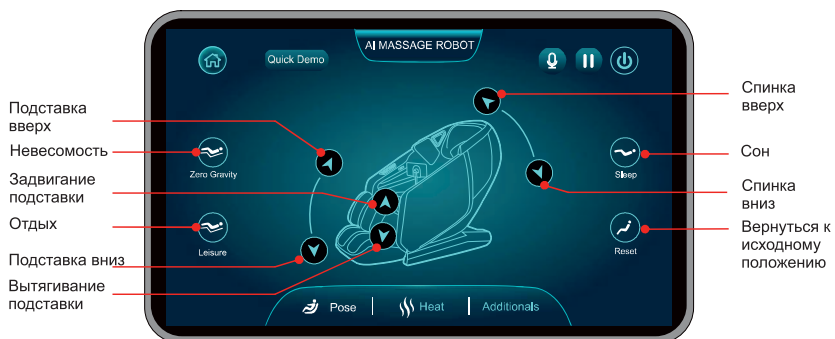 AI MASSAGE ROBOT
Quick Demo
Подставка
вверх
Невесомость
Задвигание
подставки
Отдых
Подставка вниз
Вытягивание
подставки
Zero Gravity
Leisure
Sleep
Reset
Pose
Heat
Additionals
Спинка
вверх
Сон
Спинка
вниз
Вернуться к
исходному
положению